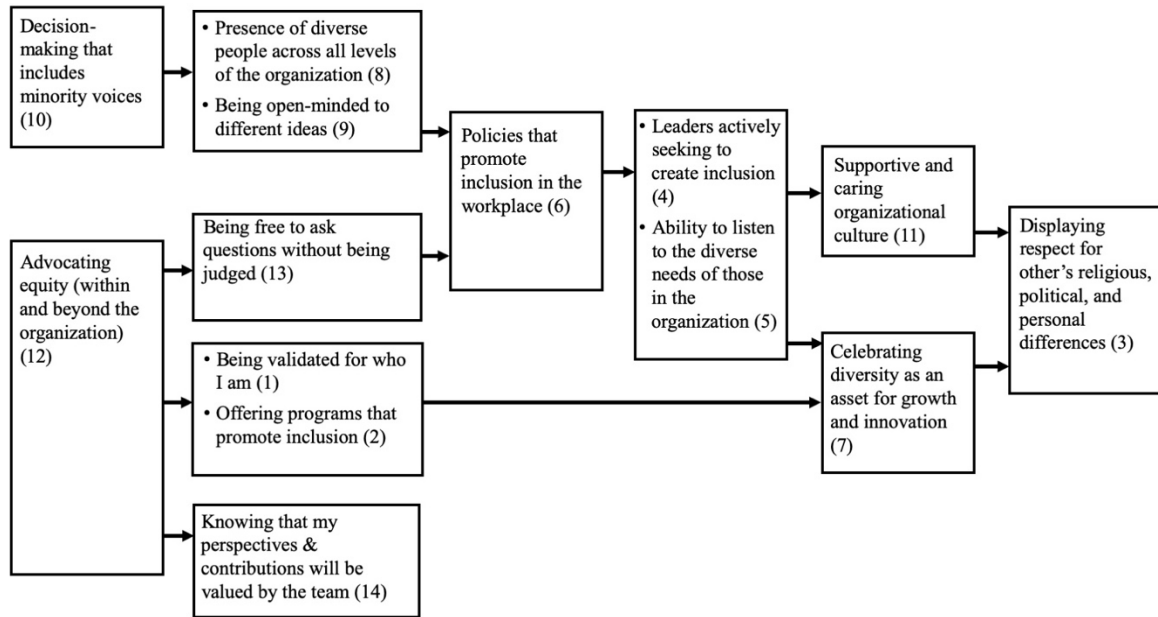 Decision-
making that
includes
minority voices
(10)
• Presence of diverse
people across all levels
of the organization (8)
• Being open-minded to
different ideas (9)
Advocating
equity (within
and beyond the
organization)
(12)
Being free to ask
questions without being
judged (13)
• Being validated for who
I am (1)
• Offering programs that
promote inclusion (2)
Knowing that my
perspectives &
contributions will be
valued by the team (14)
Policies that
promote
inclusion in the
workplace (6)
• Leaders actively
seeking to
create inclusion
(4)
• Ability to listen
to the diverse
needs of those
in the
organization (5)
Supportive and
caring
organizational
culture (11)
Celebrating
diversity as an
asset for growth
and innovation
(7)
Displaying
respect for
other’s religious,
political, and
personal
differences (3)